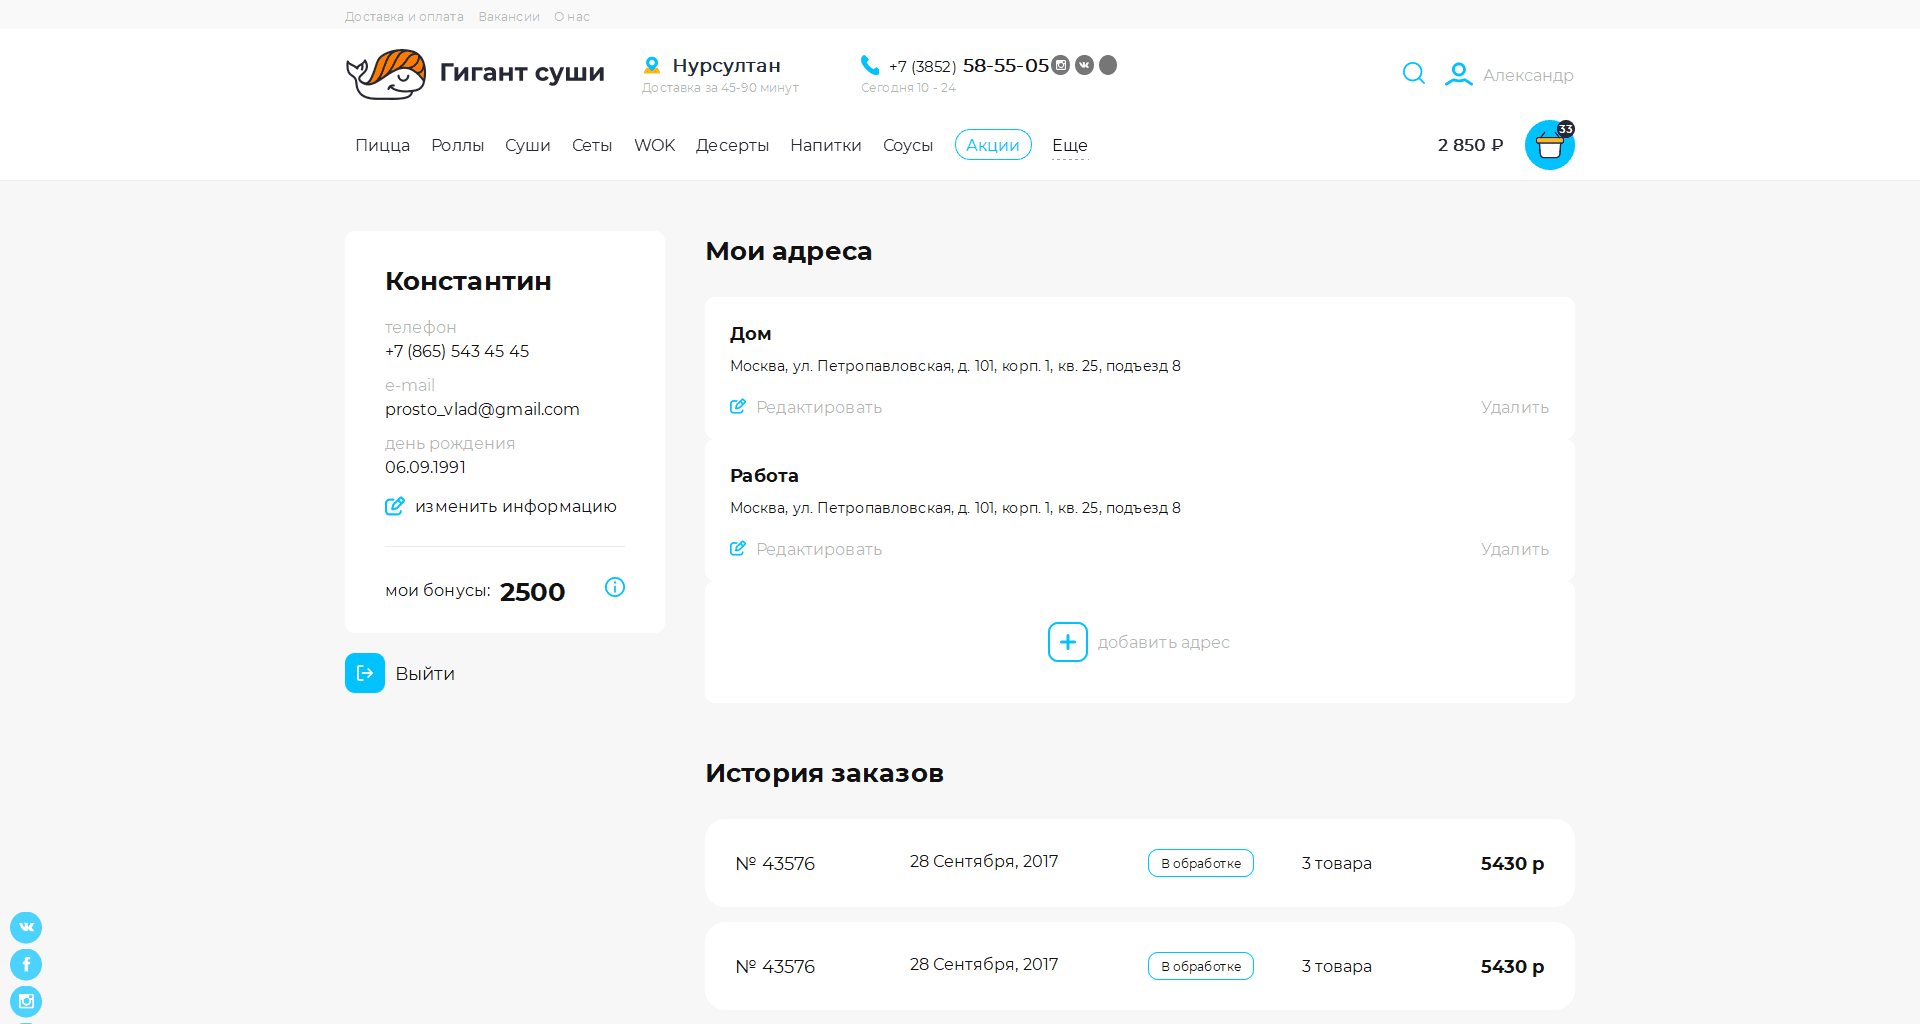 Доставка и оплата Вакансии О нас
Гигант суши
Нурсултан
Доставка за 45-90 минут
+7 (3852) 58-55-05
Сегодня 10 - 24
Александр
Пицца Роллы Суши Сеты WOK Десерты Напитки Соусы Акции Еще
2 850 ₽
33
Константин
телефон
+7 (865) 543 45 45
e-mail
prosto_vlad@gmail.com
день рождения
06.09.1991
изменить информацию
мои бонусы: 2500
Выйти
Мои адреса
Дом
Москва, ул. Петропавловская, д. 101, корп. 1, кв. 25, подъезд 8
Редактировать Удалить
Работа
Москва, ул. Петропавловская, д. 101, корп. 1, кв. 25, подъезд 8
Редактировать Удалить
добавить адрес
История заказов
№ 43576 28 Сентября, 2017 В обработке 3 товара 5430 р
№ 43576 28 Сентября, 2017 В обработке 3 товара 5430 р